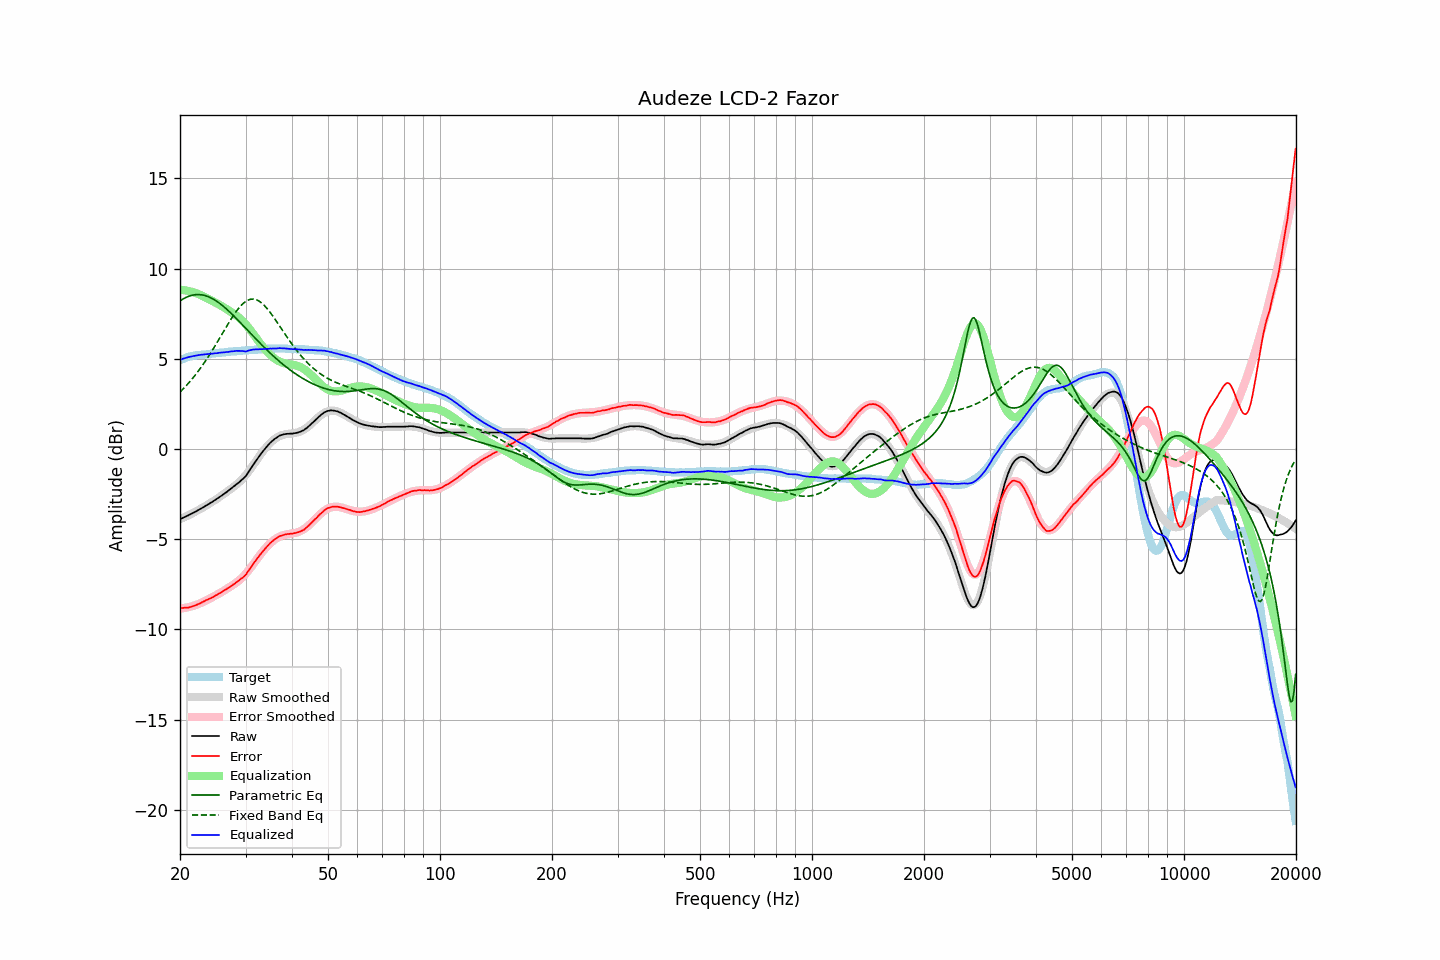 Audeze LCD-2 Fazor
Amplitude (dBr)
15
10
5
0
−5
−10
−15
−20
Target
Raw Smoothed
Error Smoothed
Raw
Error
Equalization
Parametric Eq
Fixed Band Eq
Equalized
20
50
100
200
500
1000
2000
5000
10000
20000
Frequency (Hz)